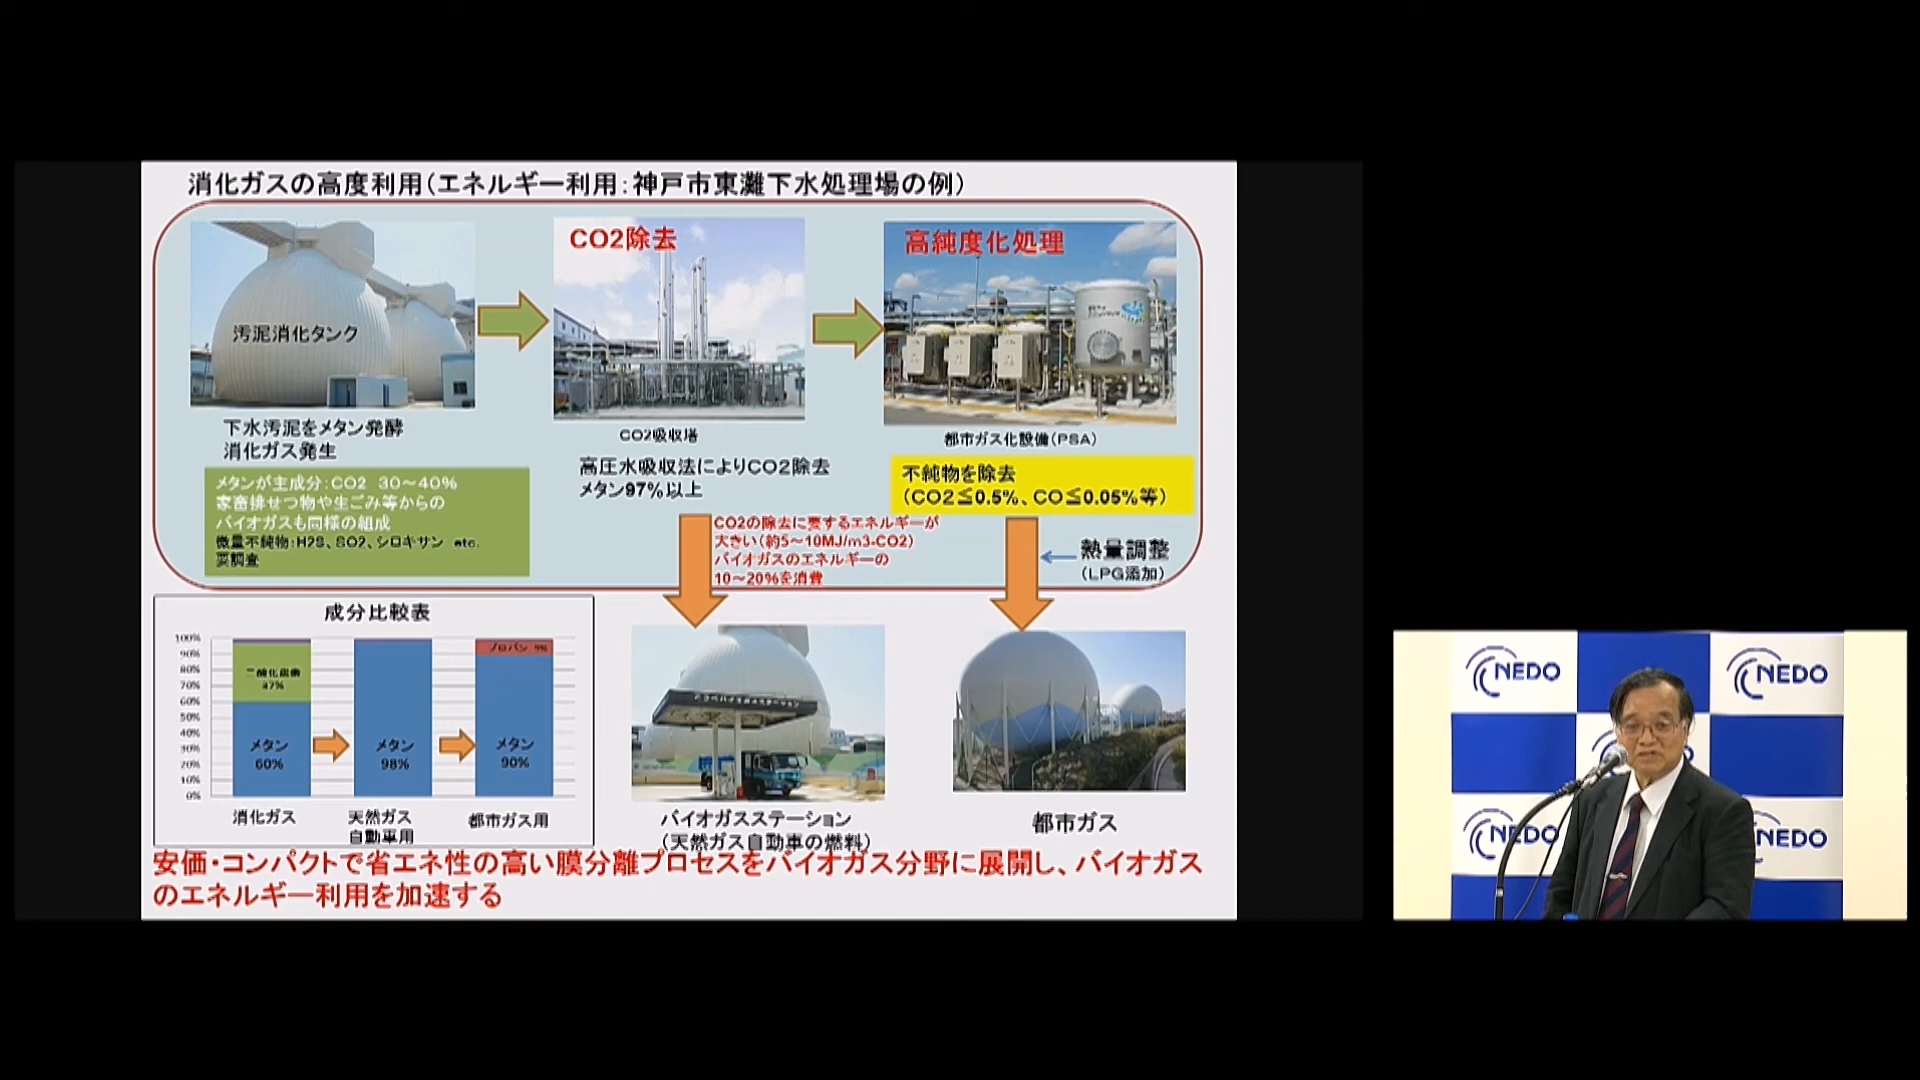 消化ガスの高度利用(エネルギー利用:神戸市東灘下水処理場の例)
汚泥消化タンク
CO2除去
高純度化処理
下水汚泥をメタン発酵
消化ガス発生
CO2吸収塔
都市ガス化設備(PSA)
高圧水吸収法によりCO2除去
メタン97%以上
不純物を除去
(CO2≦0.5%、CO≦0.05%等)
メタンが主成分:CO2 30~40%
家畜排せつ物や生ごみ等からの
バイオガスも同様の組成
微量不純物:H2S、SO2、シロキサン etc.
要調査
CO2の除去に要するエネルギーが
大きい(約5~10MJ/m3-CO2)
バイオガスのエネルギーの
10~20%を消費
熱量調整
(LPG添加)
成分比較表
100%
90%
80%
70%
60%
50%
40%
30%
20%
10%
0%
二酸化炭素
37%
メタン
60%
メタン
98%
プロパン 9%
メタン
90%
消化ガス
天然ガス
自動車用
都市ガス用
バイオガスステーション
(天然ガス自動車の燃料)
都市ガス
安価・コンパクトで省エネ性の高い膜分離プロセスをバイオガス分野に展開し、バイオガス
のエネルギー利用を加速する
NEDO
NEDO
NEDO
NEDO